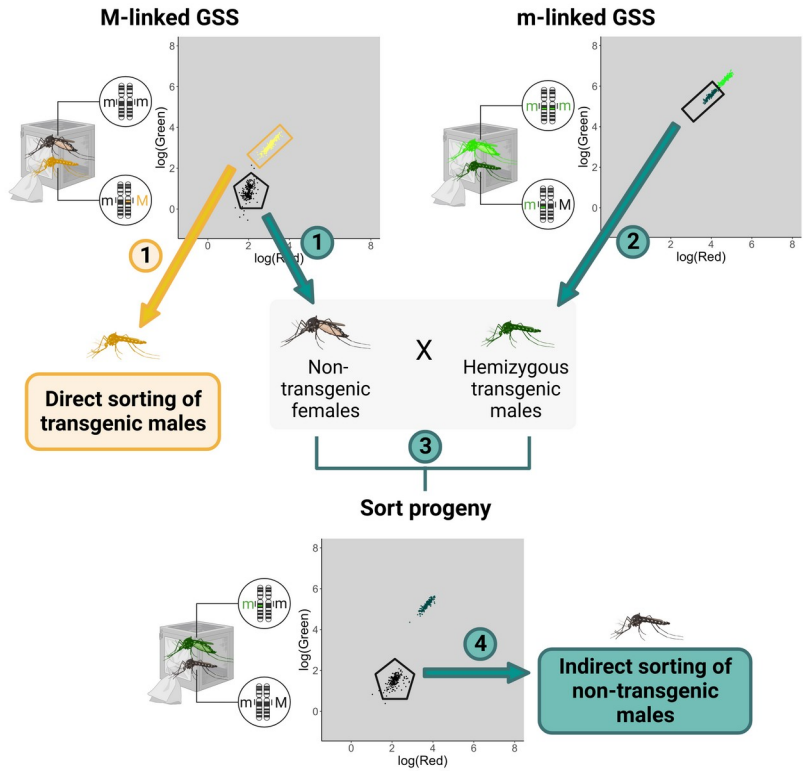 M-linked GSS
m-linked GSS
8
6
4
2
0
log(Green)
0
2
4
8
log(Red)
m m
m M
8
6
4
2
0
log(Green)
2
4
6
8
log(Red)
m m
m M
1
1
2
Non-
transgenic
females
X
Hemizygous
transgenic
males
Direct sorting of
transgenic males
3
Sort progeny
8
6
4
2
0
log(Green)
0
2
4
6
8
log(Red)
m m
m M
4
Indirect sorting of
non-transgenic
males